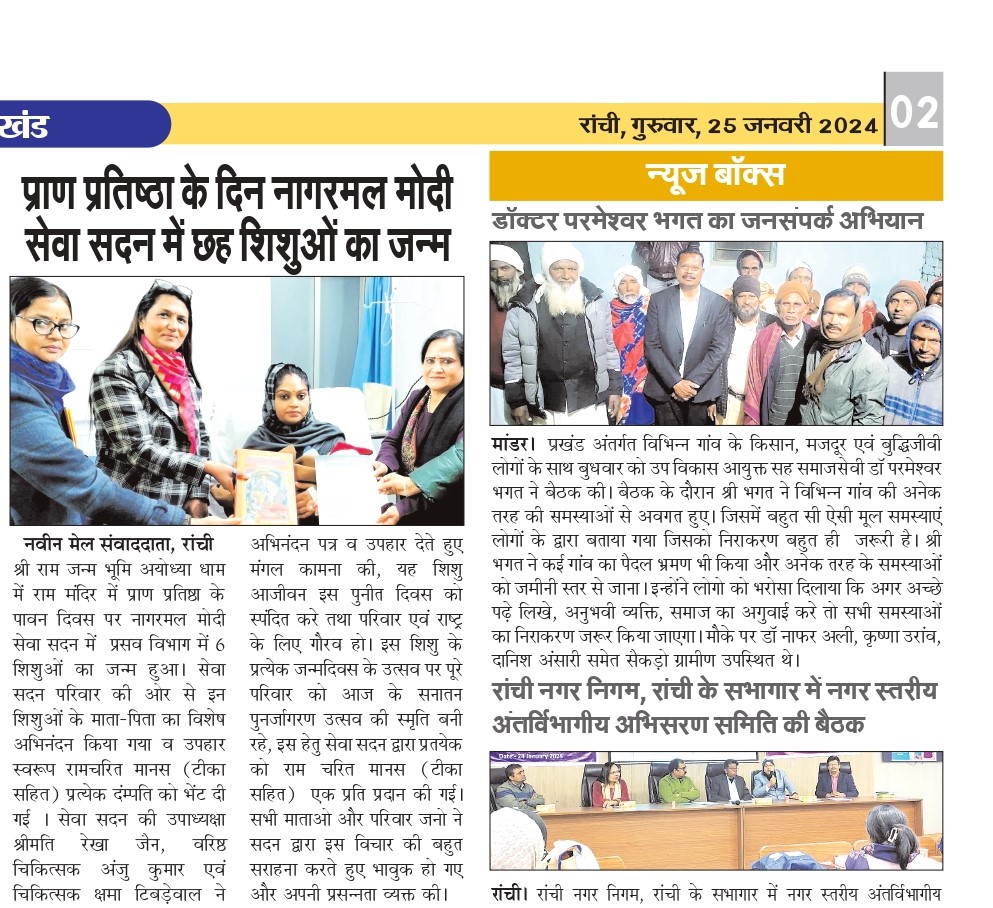 खंड
रांची, गुरुवार, 25 जनवरी 2024
02
प्राण प्रतिष्ठा के दिन नागरमल मोदी
सेवा सदन में छह शिशुओं का जन्म
नवीन मेल संवाददाता, रांची
श्री राम जन्म भूमि अयोध्या धाम
में राम मंदिर में प्राण प्रतिष्ठा के
पावन दिवस पर नागरमल मोदी
सेवा सदन में प्रसव विभाग में 6
शिशुओं का जन्म हुआ। सेवा
सदन परिवार की ओर से इन
शिशुओं के माता-पिता का विशेष
अभिनंदन किया गया व उपहार
स्वरूप रामचरित मानस (टीका
सहित) प्रत्येक दंम्पति को भेंट दी
गई । सेवा सदन की उपाध्यक्षा
श्रीमति रेखा जैन, वरिष्ठ
चिकित्सक अंजु कुमार एवं
चिकित्सक क्षमा टिबड़ेवाल ने
अभिनंदन पत्र व उपहार देते हुए
मंगल कामना की, यह शिशु
आजीवन इस पुनीत दिवस को
स्पंदित करे तथा परिवार एवं राष्ट्र
के लिए गौरव हो। इस शिशु के
प्रत्येक जन्मदिवस के उत्सव पर पूरे
परिवार को आज के सनातन
पुनर्जागरण उत्सव की स्मृति बनी
रहे, इस हेतु सेवा सदन द्वारा प्रतयेक
को राम चरित मानस (टीका
सहित) एक प्रति प्रदान की गई।
सभी माताओ और परिवार जनो ने
सदन द्वारा इस विचार की बहुत
सराहना करते हुए भावुक हो गए
और अपनी प्रसन्नता व्यक्त की।
न्यूज बॉक्स
डॉक्टर परमेश्वर भगत का जनसंपर्क अभियान
मांडर। प्रखंड अंतर्गत विभिन्न गांव के किसान, मजदूर एवं बुद्धिजीवी
लोगों के साथ बुधवार को उप विकास आयुक्त सह समाजसेवी डॉ परमेश्वर
भगत ने बैठक की। बैठक के दौरान श्री भगत ने विभिन्न गांव की अनेक
तरह की समस्याओं से अवगत हुए। जिसमें बहुत सी ऐसी मूल समस्याएं
लोगों के द्वारा बताया गया जिसको निराकरण बहुत ही जरूरी है। श्री
भगत ने कई गांव का पैदल भ्रमण भी किया और अनेक तरह के समस्याओं
को जमीनी स्तर से जाना। इन्होंने लोगो को भरोसा दिलाया कि अगर अच्छे
पढ़े लिखे, अनुभवी व्यक्ति, समाज का अगुवाई करे तो सभी समस्याओं
का निराकरण जरूर किया जाएगा। मौके पर डॉ नाफर अली, कृष्णा उरांव,
दानिश अंसारी समेत सैकड़ो ग्रामीण उपस्थित थे।
रांची नगर निगम, रांची के सभागार में नगर स्तरीय
अंतर्विभागीय अभिसरण समिति की बैठक
Date:- 24 January 2024
रांची। रांची नगर निगम, रांची के सभागार में नगर स्तरीय अंतर्विभागीय